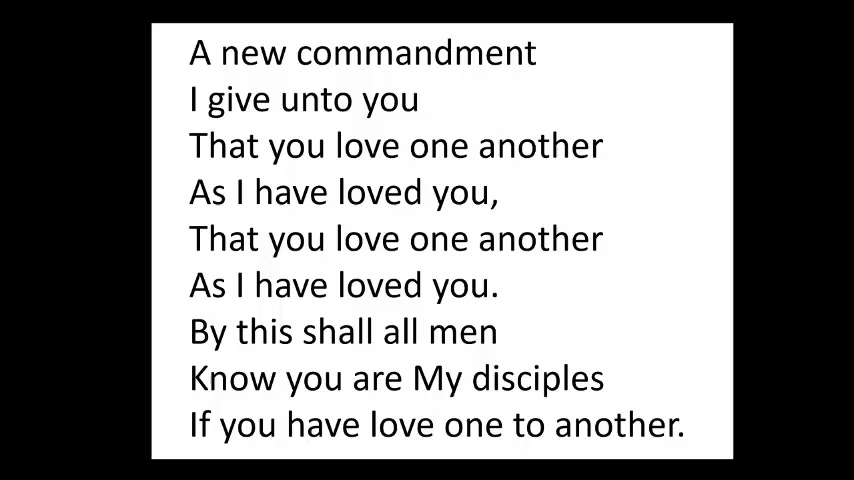 A new commandment
I give unto you
That you love one another
As I have loved you,
That you love one another
As I have loved you.
By this shall all men
Know you are My disciples
If you have love one to another.